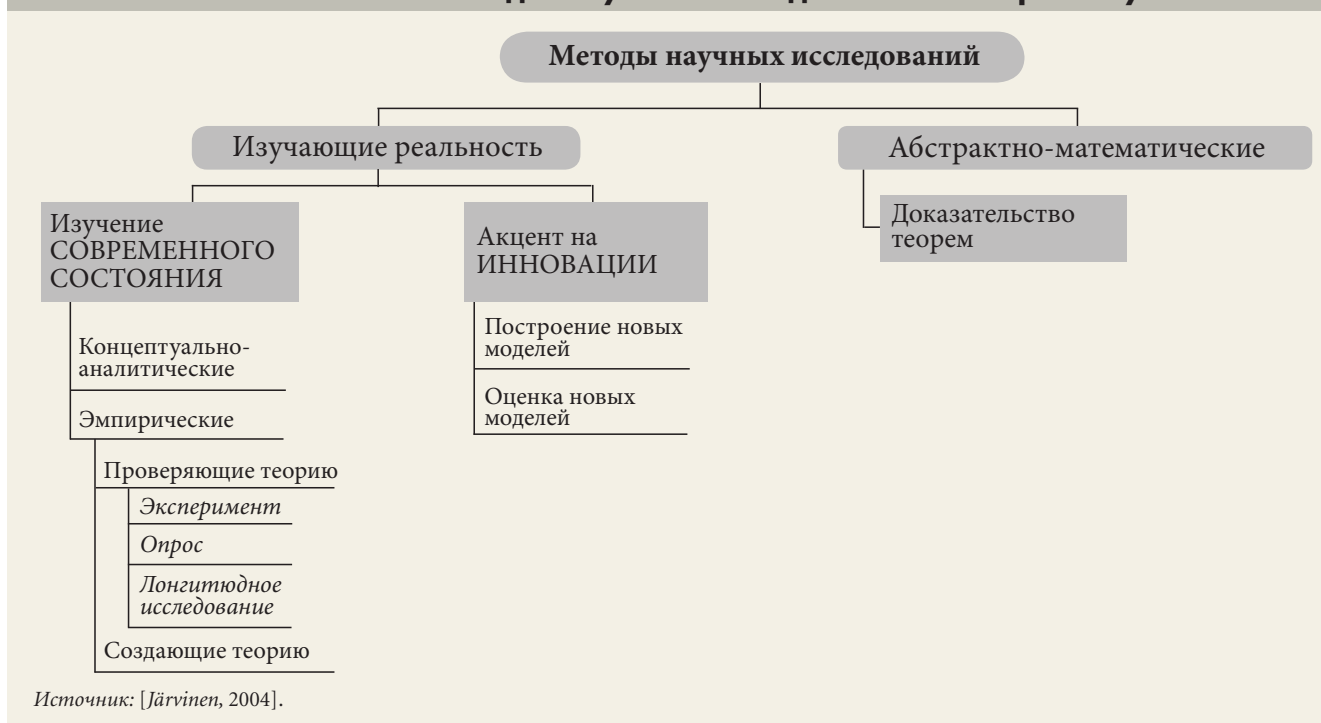 Методы научных исследований
Изучающие реальность
Абстрактно-математические
Изучение
СОВРЕМЕННОГО
СОСТОЯНИЯ
Акцент на
ИННОВАЦИИ
Доказательство
теорем
Концептуально-
аналитические
Эмпирические
Проверяющие теорию
Эксперимент
Опрос
Лонгитюдное
исследование
Создающие теорию
Построение новых
моделей
Оценка новых
моделей
Источник: [Järvinen, 2004].